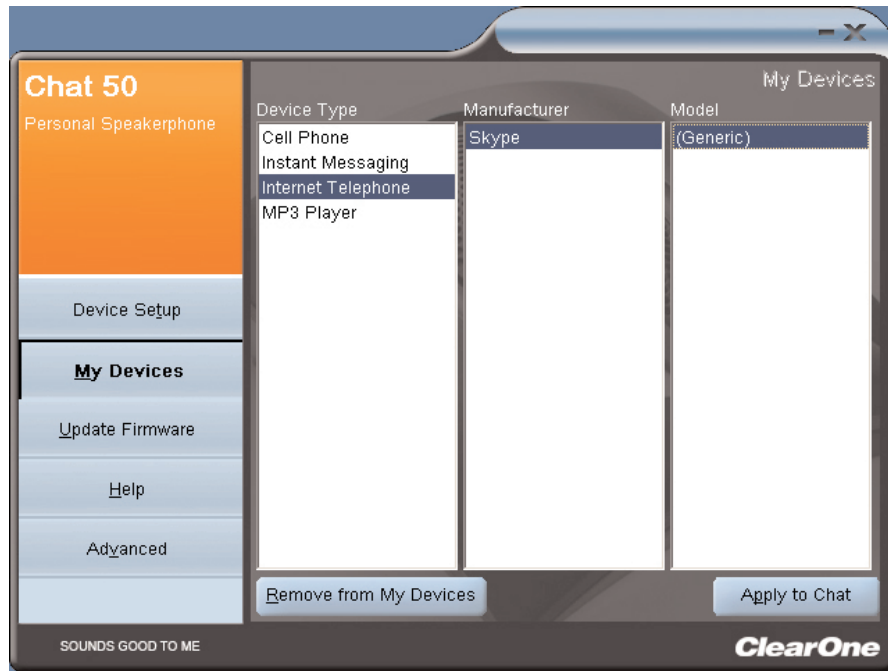 Chat 50
Personal Speakerphone
Device Setup
My Devices
Update Firmware
Help
Advanced
SOUNDS GOOD TO ME
My Devices
Device Type
Cell Phone
Instant Messaging
Internet Telephone
MP3 Player
Manufacturer
Skype
Model
(Generic)
Remove from My Devices
Apply to Chat
ClearOne